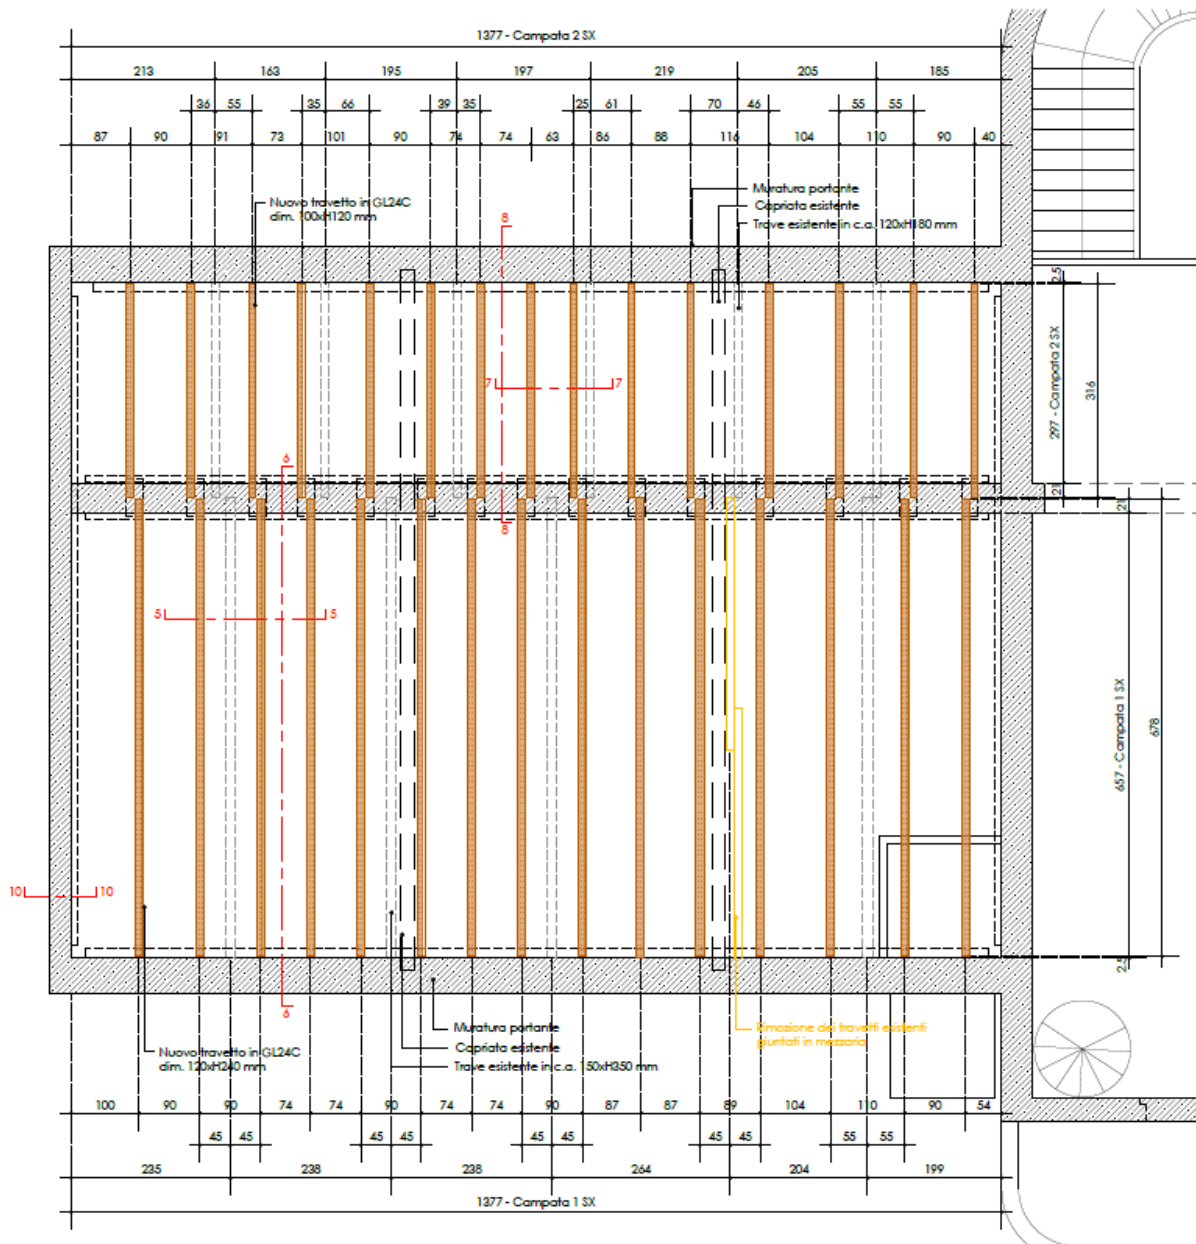 1377 - Campata 2 SX
213 163 195 197 219 205 185
36 55 35 66 39 35 25 61 70 46 55 55
87 90 91 73 101 90 74 74 63 86 88 116 104 110 90 40
Nuovo travetto in GL24C
dim. 100xH120 mm
8
Muratura portante
Capriata esistente
Trave esistente in c.a. 120xH180 mm
2.5
297 - Campata 2 SX
316
7 7
6
21
8
21
5 5
657 - Campata 1 SX
678
10 10
2.5
6
Nuovo travetto in GL24C
dim. 120xH240 mm
Muratura portante
Capriata esistente
Trave esistente in c.a. 150xH350 mm
Rimozione dei travetti esistenti
giuntati in mezzaria
100 90 90 74 74 90 74 74 90 87 87 89 104 110 90 54
45 45 45 45 45 45 45 45 55 55
235 238 238 264 204 199
1377 - Campata 1 SX